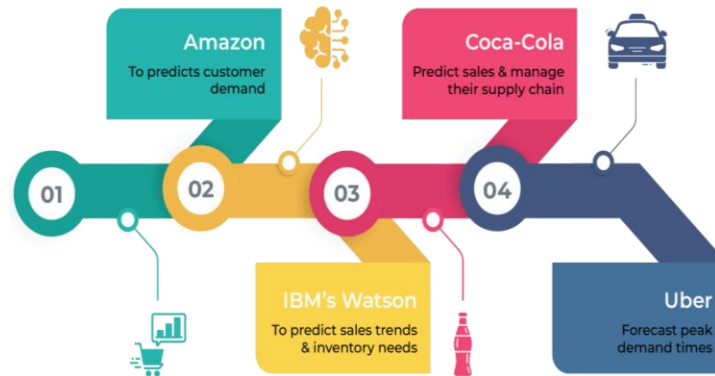 01
Amazon
To predicts customer
demand
02
IBM's Watson
To predict sales trends
& inventory needs
03
Coca-Cola
Predict sales & manage
their supply chain
04
Uber
Forecast peak
demand times